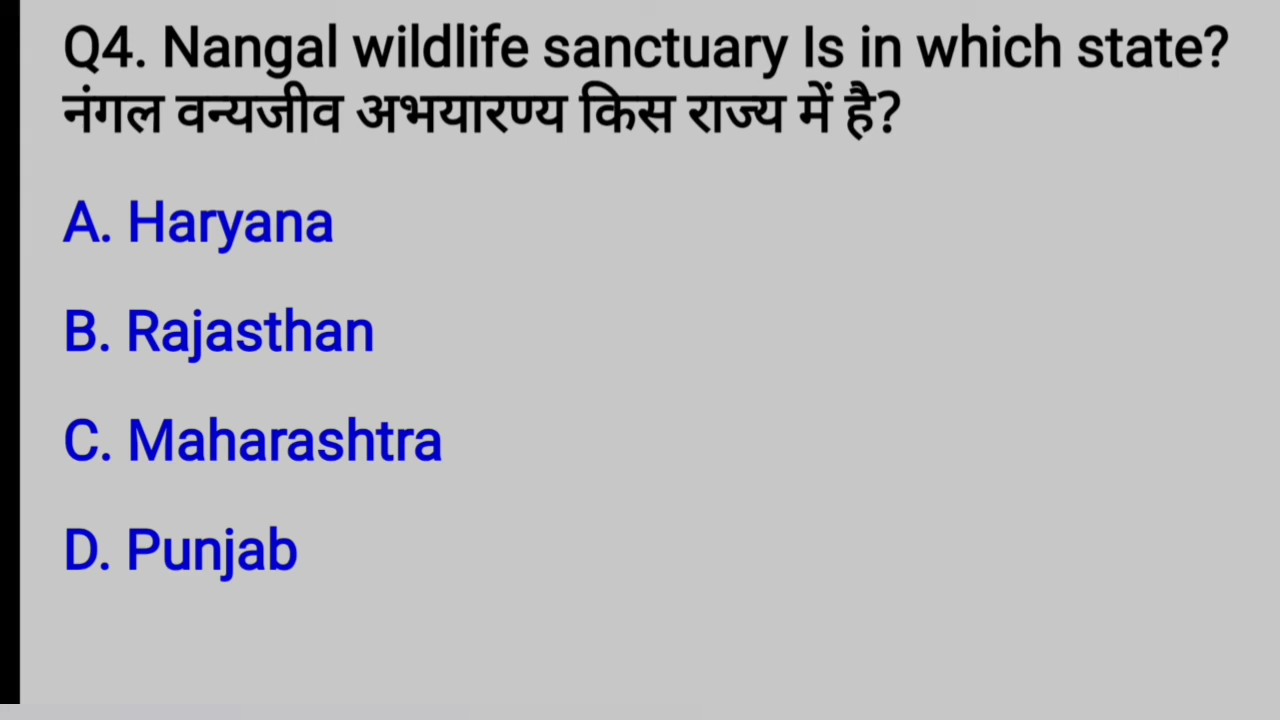 Q4. Nangal wildlife sanctuary Is in which state?
नंगल वन्यजीव अभयारण्य किस राज्य में है?
A. Haryana
B. Rajasthan
C. Maharashtra
D. Punjab